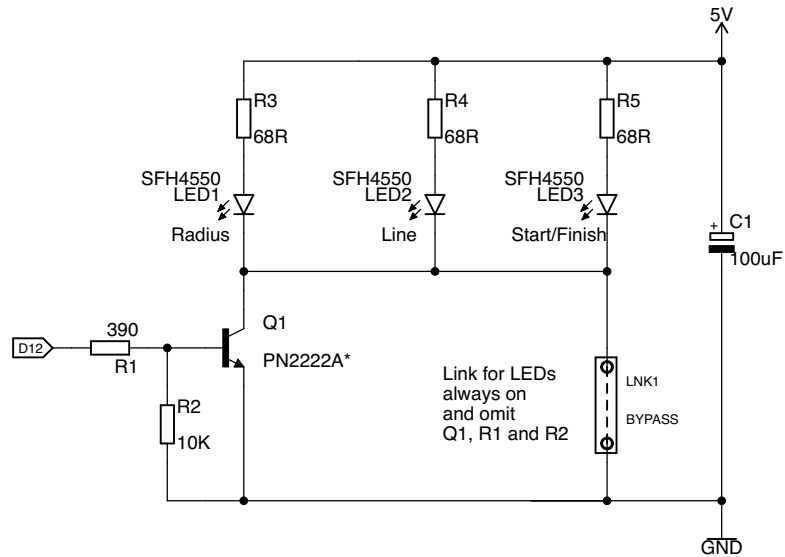 5V
R3
68R
R4
68R
R5
68R
SFH4550
LED1
Radius
SFH4550
LED2
Line
SFH4550
LED3
Start/Finish
+
C1
100uF
D12
390
R1
Q1
PN2222A*
R2
10K
Link for LEDs
always on
and omit
Q1, R1 and R2
LNK1
BYPASS
GND